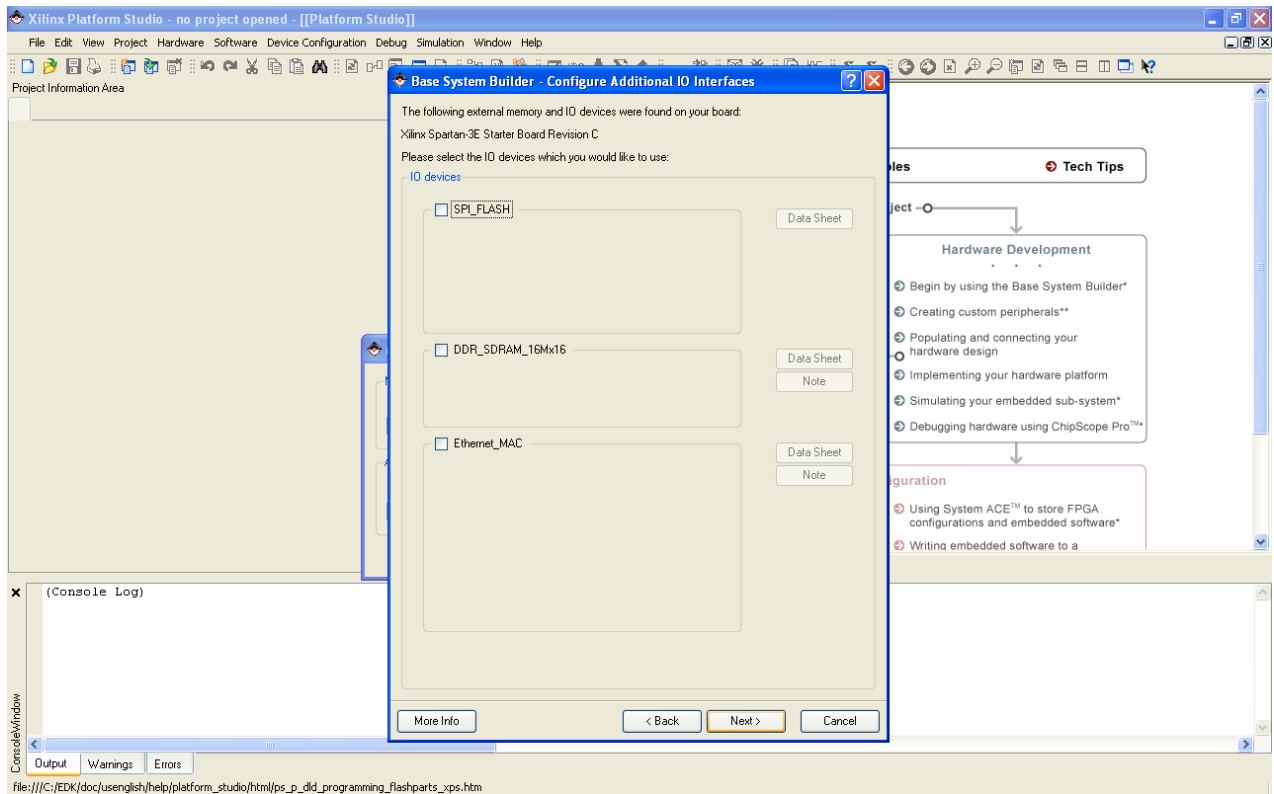 Xilinx Platform Studio - no project opened - [[Platform Studio]]
File Edit View Project Hardware Software Device Configuration Debug Simulation Window Help
Project Information Area
Base System Builder - Configure Additional IO Interfaces
The following external memory and IO devices were found on your board:
Xilinx Spartan-3E Starter Board Revision C
Please select the IO devices which you would like to use:
IO devices
SPI_FLASH
Data Sheet
DDR_SDRAM_16Mx16
Data Sheet
Note
Ethernet_MAC
Data Sheet
Note
More Info
< Back
Next >
Cancel
Tech Tips
Hardware Development
Begin by using the Base System Builder*
Creating custom peripherals**
Populating and connecting your
hardware design
Implementing your hardware platform
Simulating your embedded sub-system*
Debugging hardware using ChipScope Pro™*
Using System ACE™ to store FPGA
configurations and embedded software*
Writing embedded software to a
(Console Log)
ConsoleWindow
Output Warnings Errors
file:///C:/EDK/doc/usenglish/help/platform_studio/html/ps_p_dld_programming_flashparts_xps.htm